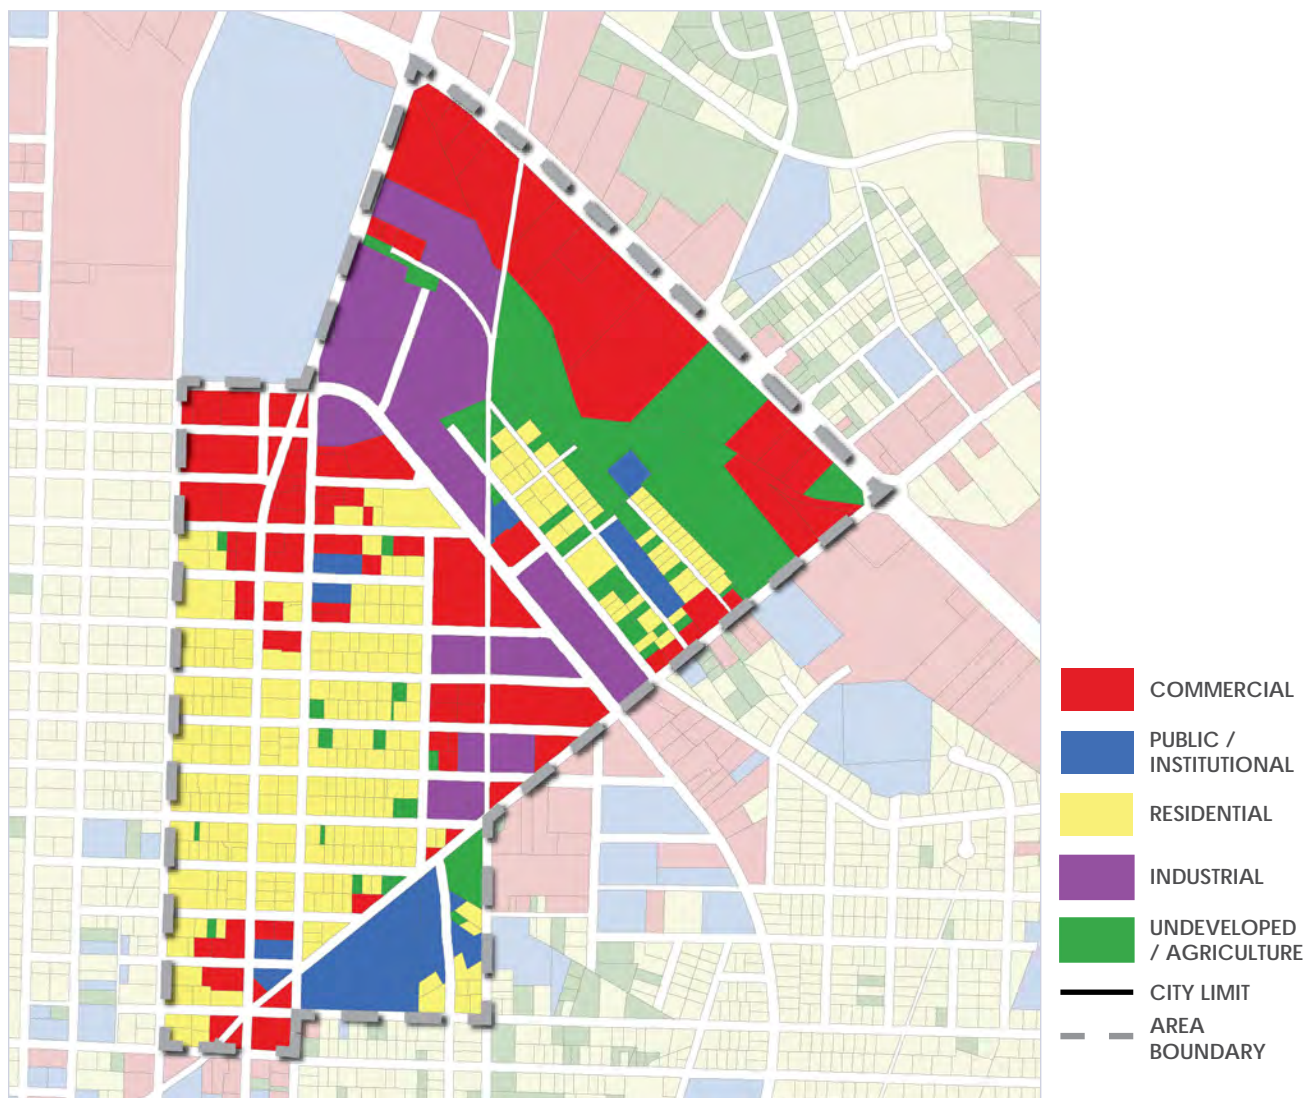 COMMERCIAL
PUBLIC /
INSTITUTIONAL
RESIDENTIAL
INDUSTRIAL
UNDEVELOPED
/ AGRICULTURE
CITY LIMIT
AREA
BOUNDARY